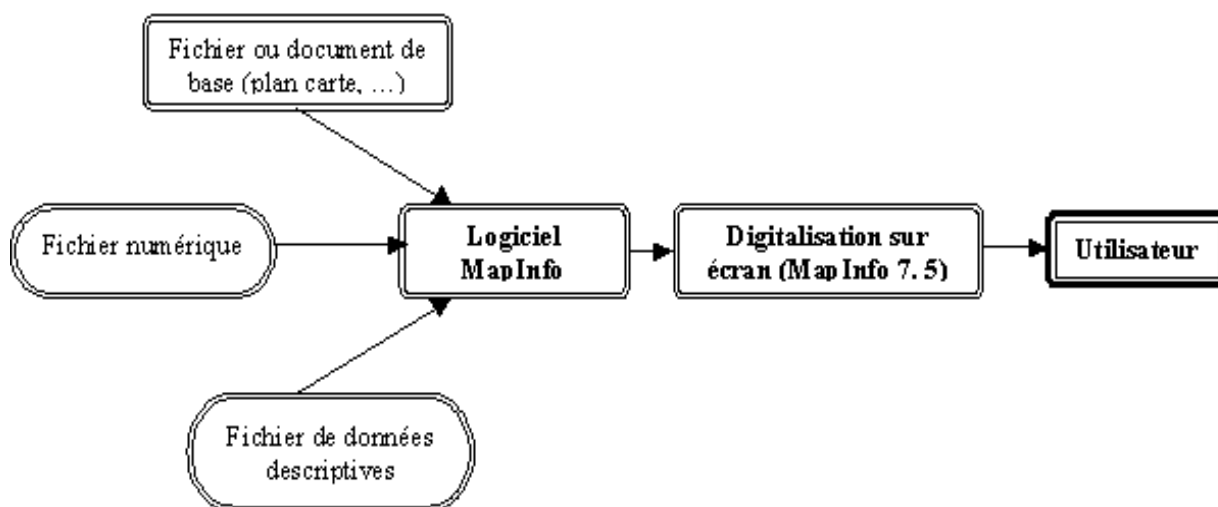 Fichier ou document de
base (plan carte, ...)
Fichier numérique
Logiciel
MapInfo
Digitalisation sur
écran (MapInfo 7.5)
Utilisateur
Fichier de données
descriptives